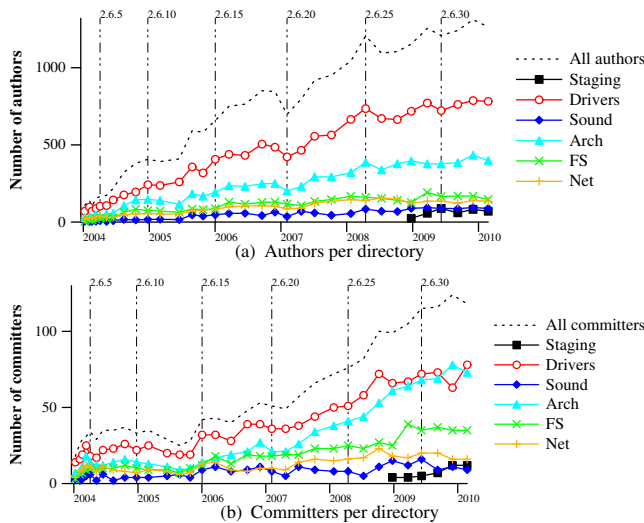 2.6.5 2.6.10 2.6.15 2.6.20 2.6.25 2.6.30
Number of authors
1000
500
0
2004 2005 2006 2007 2008 2009 2010
All authors
Staging
Drivers
Sound
Arch
FS
Net
(a) Authors per directory
2.6.5 2.6.10 2.6.15 2.6.20 2.6.25 2.6.30
Number of committers
100
50
0
2004 2005 2006 2007 2008 2009 2010
All committers
Staging
Drivers
Sound
Arch
FS
Net
(b) Committers per directory